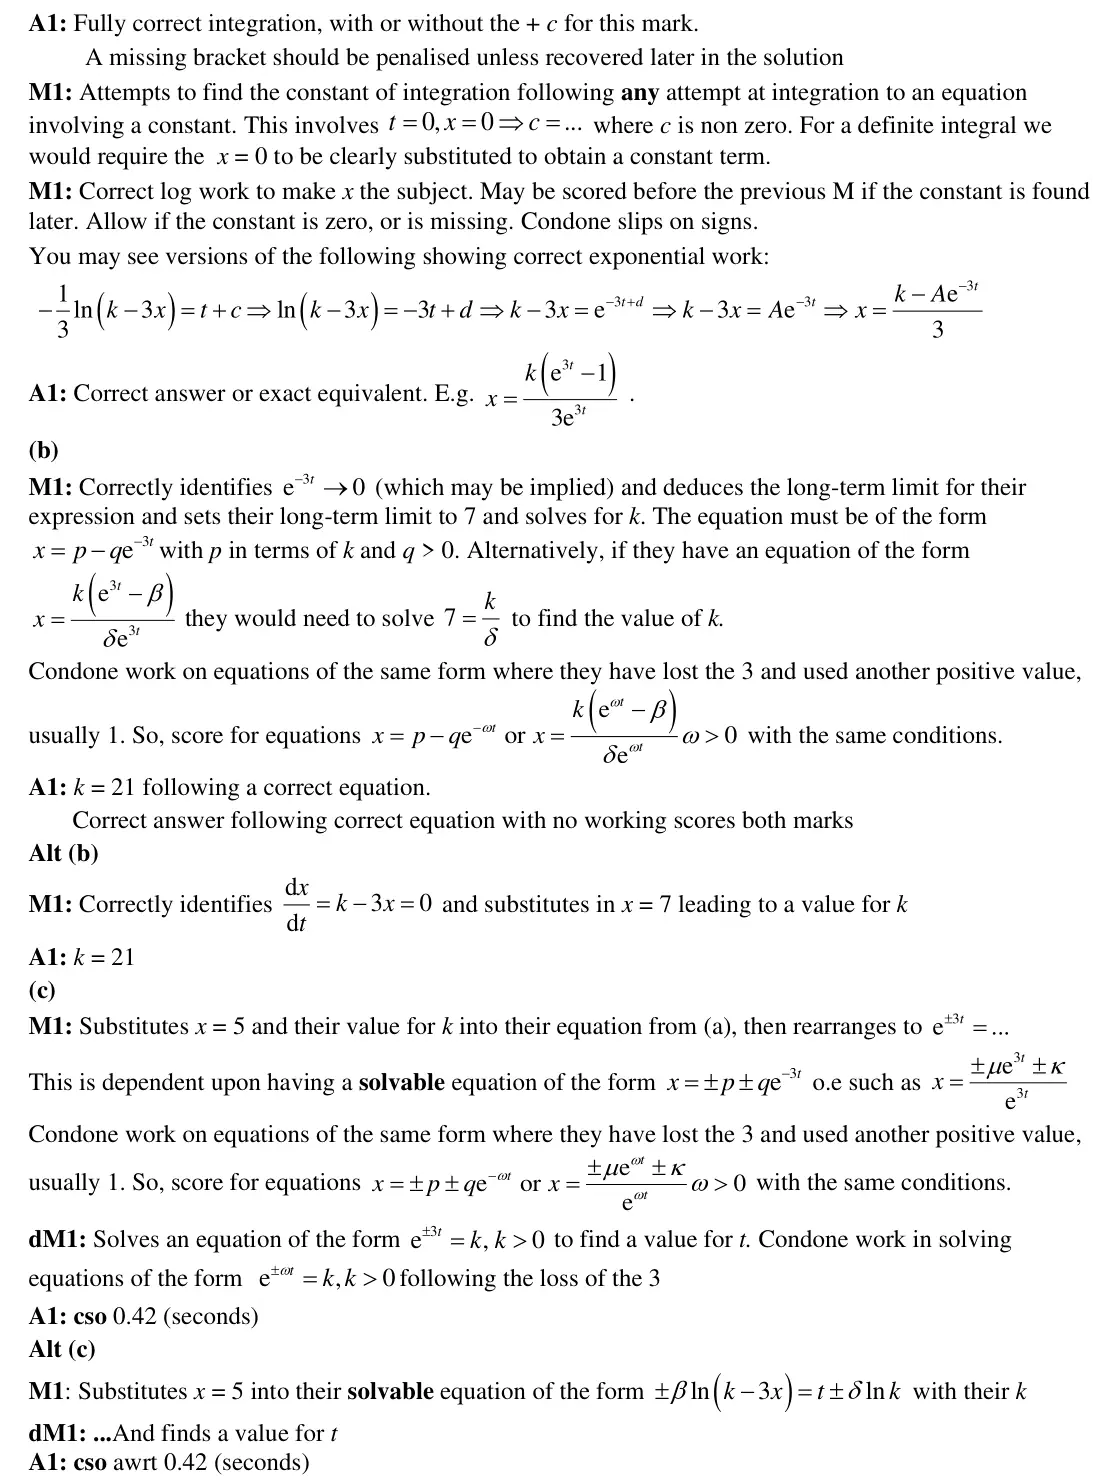 A1: Fully correct integration, with or without the + c for this mark.
A missing bracket should be penalised unless recovered later in the solution
M1: Attempts to find the constant of integration following any attempt at integration to an equation
involving a constant. This involves t = 0, x = 0 ⇒ c = ... where c is non zero. For a definite integral we
would require the x = 0 to be clearly substituted to obtain a constant term.
M1: Correct log work to make x the subject. May be scored before the previous M if the constant is found
later. Allow if the constant is zero, or is missing. Condone slips on signs.
You may see versions of the following showing correct exponential work:
−1/3 ln(k − 3x) = t + c ⇒ ln(k − 3x) = −3t + d ⇒ k − 3x = e^(−3t+d) ⇒ k − 3x = Ae^(−3t) ⇒ x = (k − Ae^(−3t))/3
A1: Correct answer or exact equivalent. E.g. x = k(e^(3t) − 1)/(3e^(3t)) .
(b)
M1: Correctly identifies e^(−3t) → 0 (which may be implied) and deduces the long-term limit for their
expression and sets their long-term limit to 7 and solves for k. The equation must be of the form
x = p − qe^(−3t) with p in terms of k and q > 0. Alternatively, if they have an equation of the form
x = k(e^(3t) − β)/(δe^(3t)) they would need to solve 7 = k/δ to find the value of k.
Condone work on equations of the same form where they have lost the 3 and used another positive value,
usually 1. So, score for equations x = p − qe^(−ωt) or x = k(e^(ωt) − β)/(δe^(ωt)) ω > 0 with the same conditions.
A1: k = 21 following a correct equation.
Correct answer following correct equation with no working scores both marks
Alt (b)
M1: Correctly identifies dx/dt = k − 3x = 0 and substitutes in x = 7 leading to a value for k
A1: k = 21
(c)
M1: Substitutes x = 5 and their value for k into their equation from (a), then rearranges to e^(±3t) = ...
This is dependent upon having a solvable equation of the form x = ±p ± qe^(−3t) o.e such as x = (±μe^(3t) ± κ)/e^(3t)
Condone work on equations of the same form where they have lost the 3 and used another positive value,
usually 1. So, score for equations x = ±p ± qe^(−ωt) or x = (±μe^(ωt) ± κ)/e^(ωt) ω > 0 with the same conditions.
dM1: Solves an equation of the form e^(±3t) = k, k > 0 to find a value for t. Condone work in solving
equations of the form e^(±ωt) = k, k > 0 following the loss of the 3
A1: cso 0.42 (seconds)
Alt (c)
M1: Substitutes x = 5 into their solvable equation of the form ±β ln(k − 3x) = t ± δ ln k with their k
dM1: ...And finds a value for t
A1: cso awrt 0.42 (seconds)